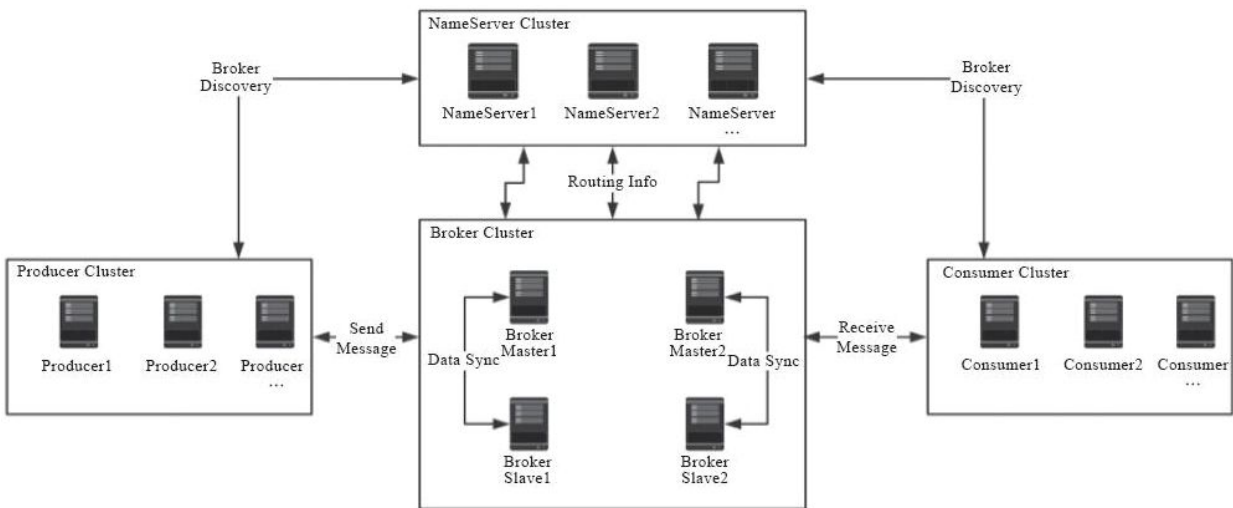 NameServer Cluster
NameServer1
NameServer2
NameServer
...
Broker
Discovery
Broker
Discovery
Routing Info
Producer Cluster
Producer1
Producer2
Producer
...
Send
Message
Broker Cluster
Broker
Master1
Broker
Master2
Data Sync
Data Sync
Broker
Slave1
Broker
Slave2
Receive
Message
Consumer Cluster
Consumer1
Consumer2
Consumer
...